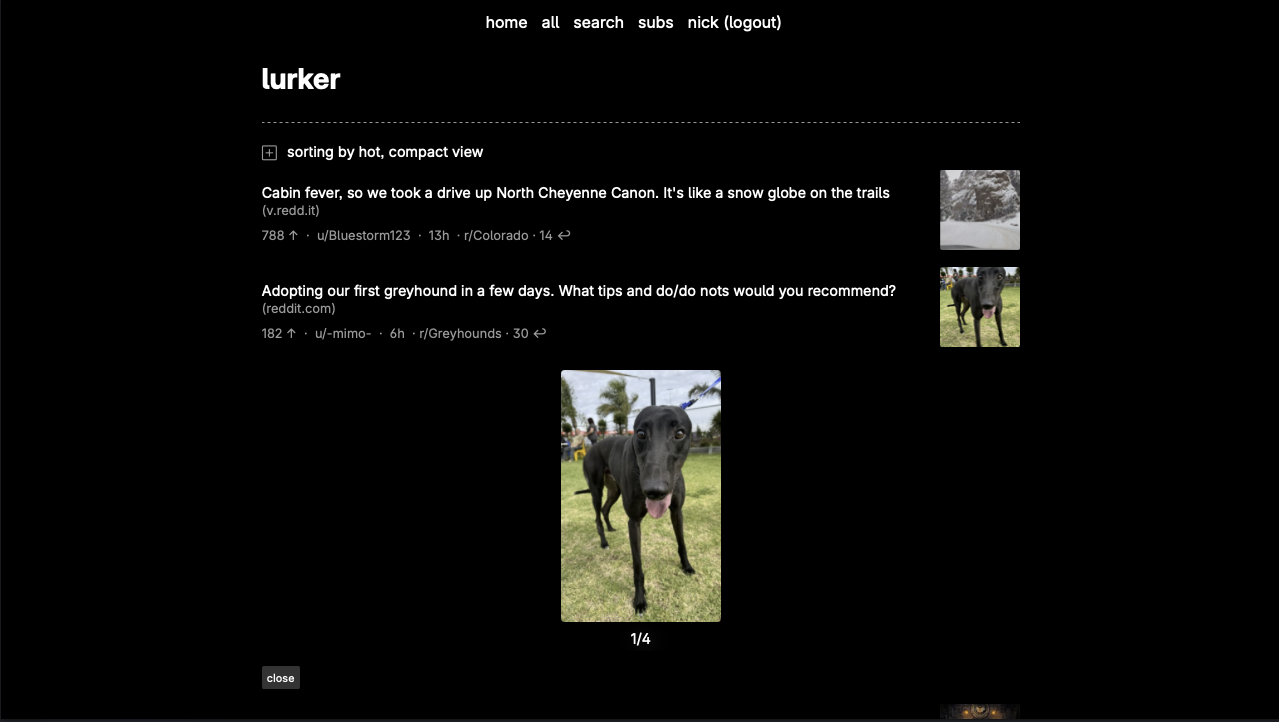 home all search subs nick (logout)
lurker
sorting by hot, compact view
Cabin fever, so we took a drive up North Cheyenne Canon. It's like a snow globe on the trails
(v.redd.it)
788 ↑ · u/Bluestorm123 · 13h · r/Colorado · 14 ↩
Adopting our first greyhound in a few days. What tips and do/do nots would you recommend?
(reddit.com)
182 ↑ · u/-mimo- · 6h · r/Greyhounds · 30 ↩
1/4
close